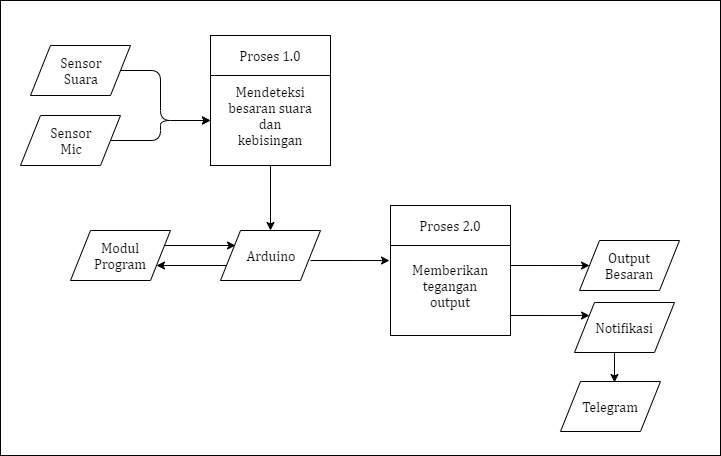 Sensor
Suara
Proses 1.0
Mendeteksi
besaran suara
dan
kebisingan
Sensor
Mic
Modul
Program
Arduino
Proses 2.0
Memberikan
tegangan
output
Output
Besaran
Notifikasi
Telegram